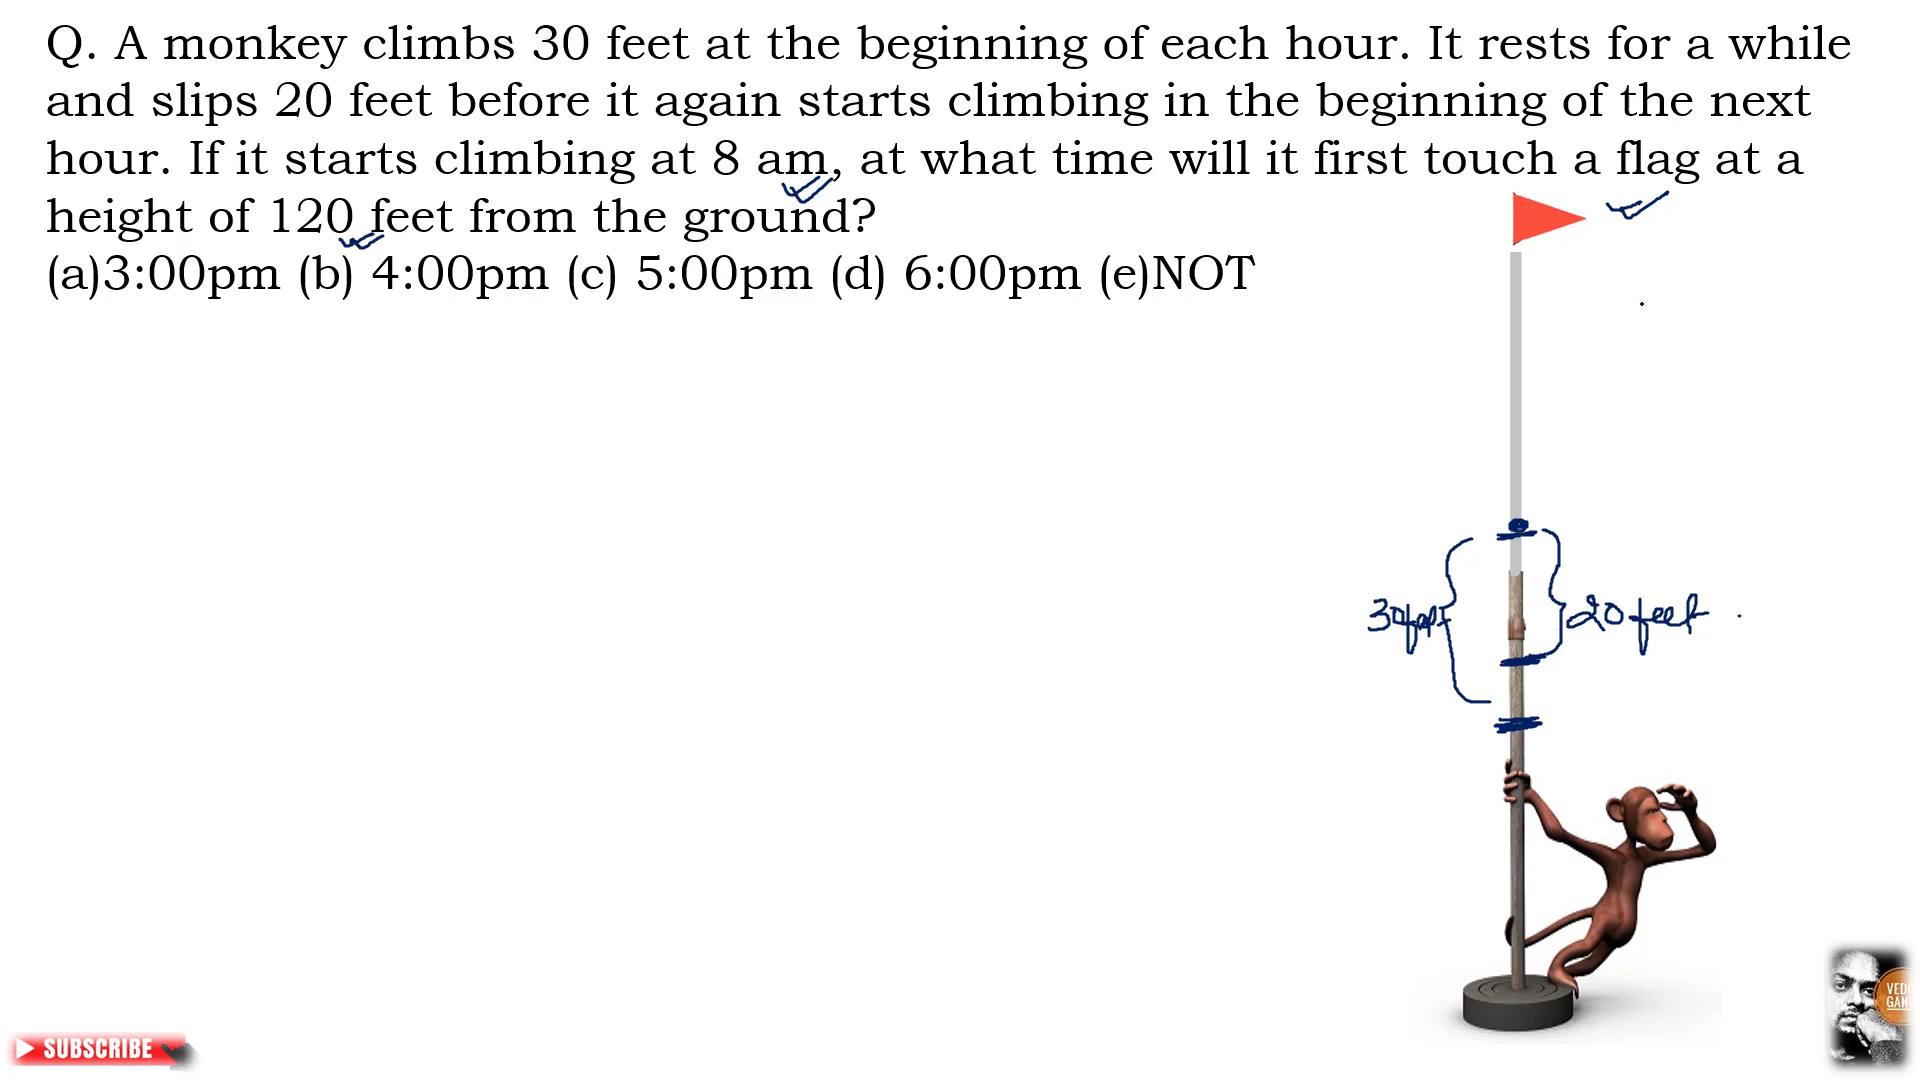 Q. A monkey climbs 30 feet at the beginning of each hour. It rests for a while
and slips 20 feet before it again starts climbing in the beginning of the next
hour. If it starts climbing at 8 am, at what time will it first touch a flag at a
height of 120 feet from the ground?
(a)3:00pm (b) 4:00pm (c) 5:00pm (d) 6:00pm (e)NOT
30feet
20 feet
SUBSCRIBE